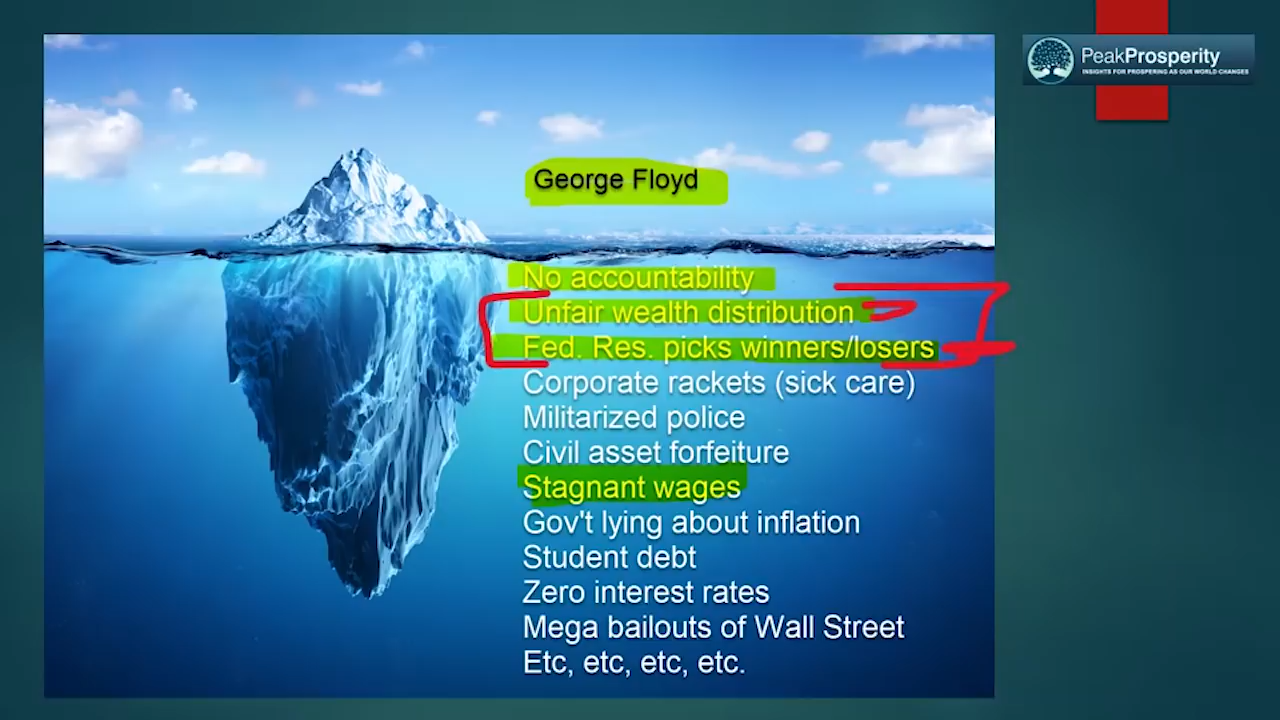 PeakProsperity
INSIGHTS FOR PROSPERING AS OUR WORLD CHANGES
George Floyd
No accountability
Unfair wealth distribution
Fed. Res. picks winners/losers
Corporate rackets (sick care)
Militarized police
Civil asset forfeiture
Stagnant wages
Gov't lying about inflation
Student debt
Zero interest rates
Mega bailouts of Wall Street
Etc, etc, etc, etc.